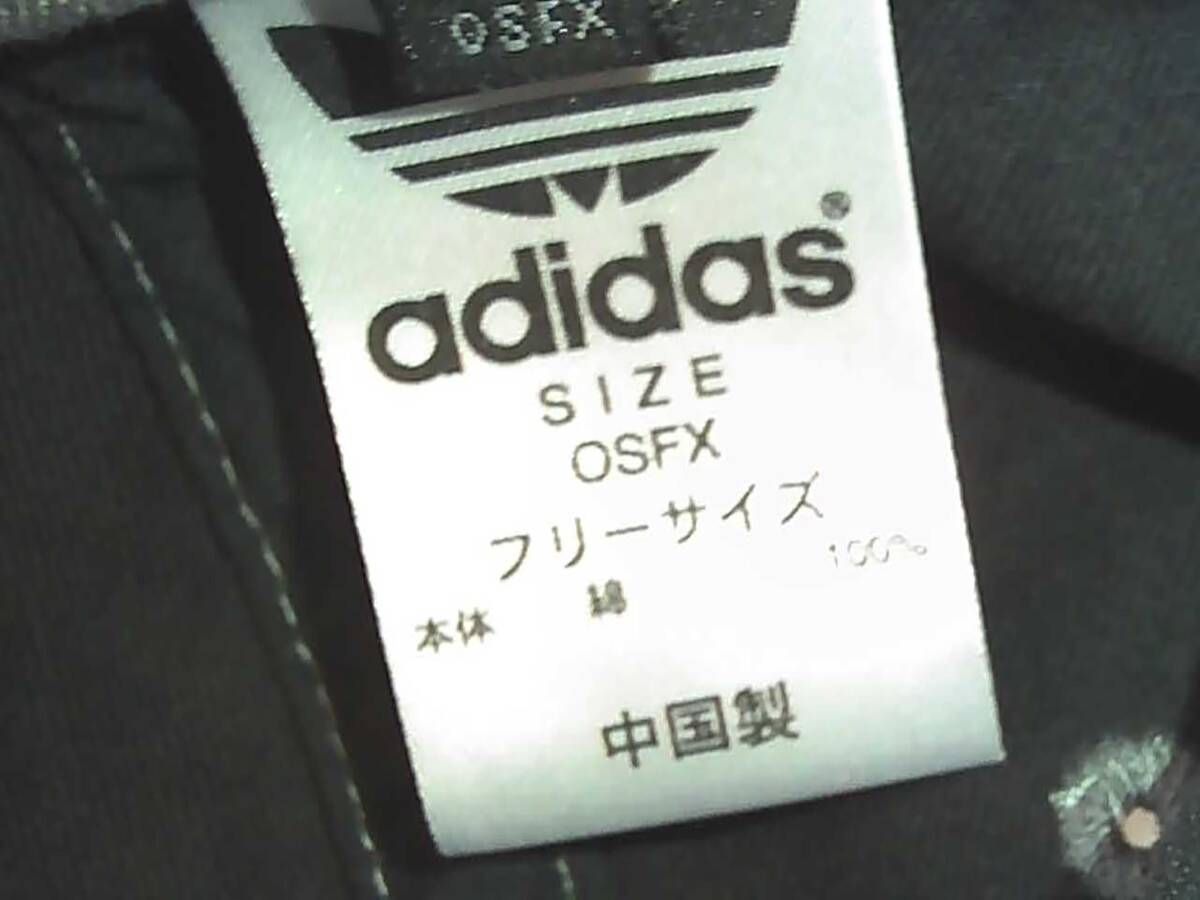 OSFX
adidas®
SIZE
OSFX
フリーサイズ
本体 綿 100%
中国製